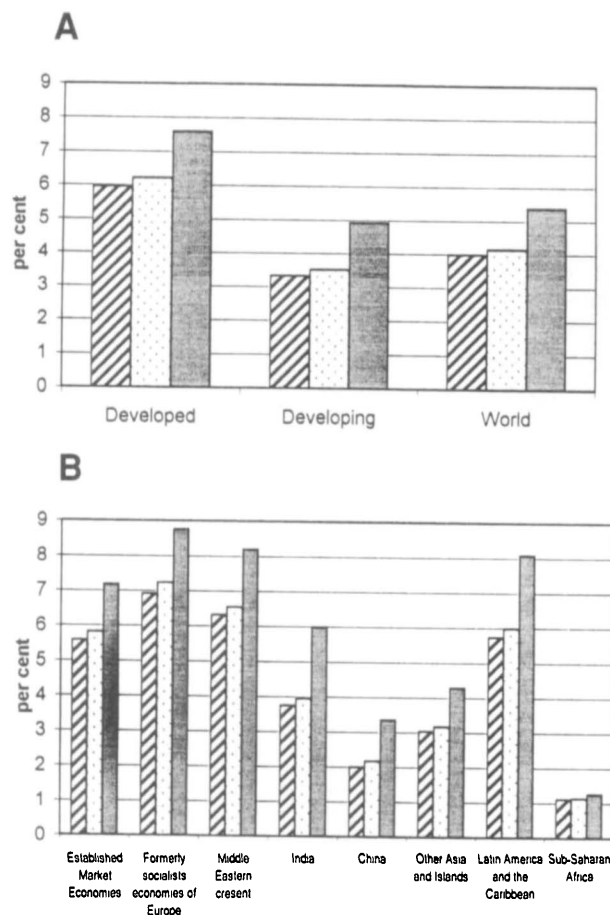 A
9
8
7
6
5
4
3
2
1
0
per cent
Developed
Developing
World
B
9
8
7
6
5
4
3
2
1
0
per cent
Established
Market
Economies
Formerly
socialists
economies of
Europe
Middle
Eastern
cresent
India
China
Other Asia
and Islands
Latin America
and the
Caribbean
Sub-Saharan
Africa